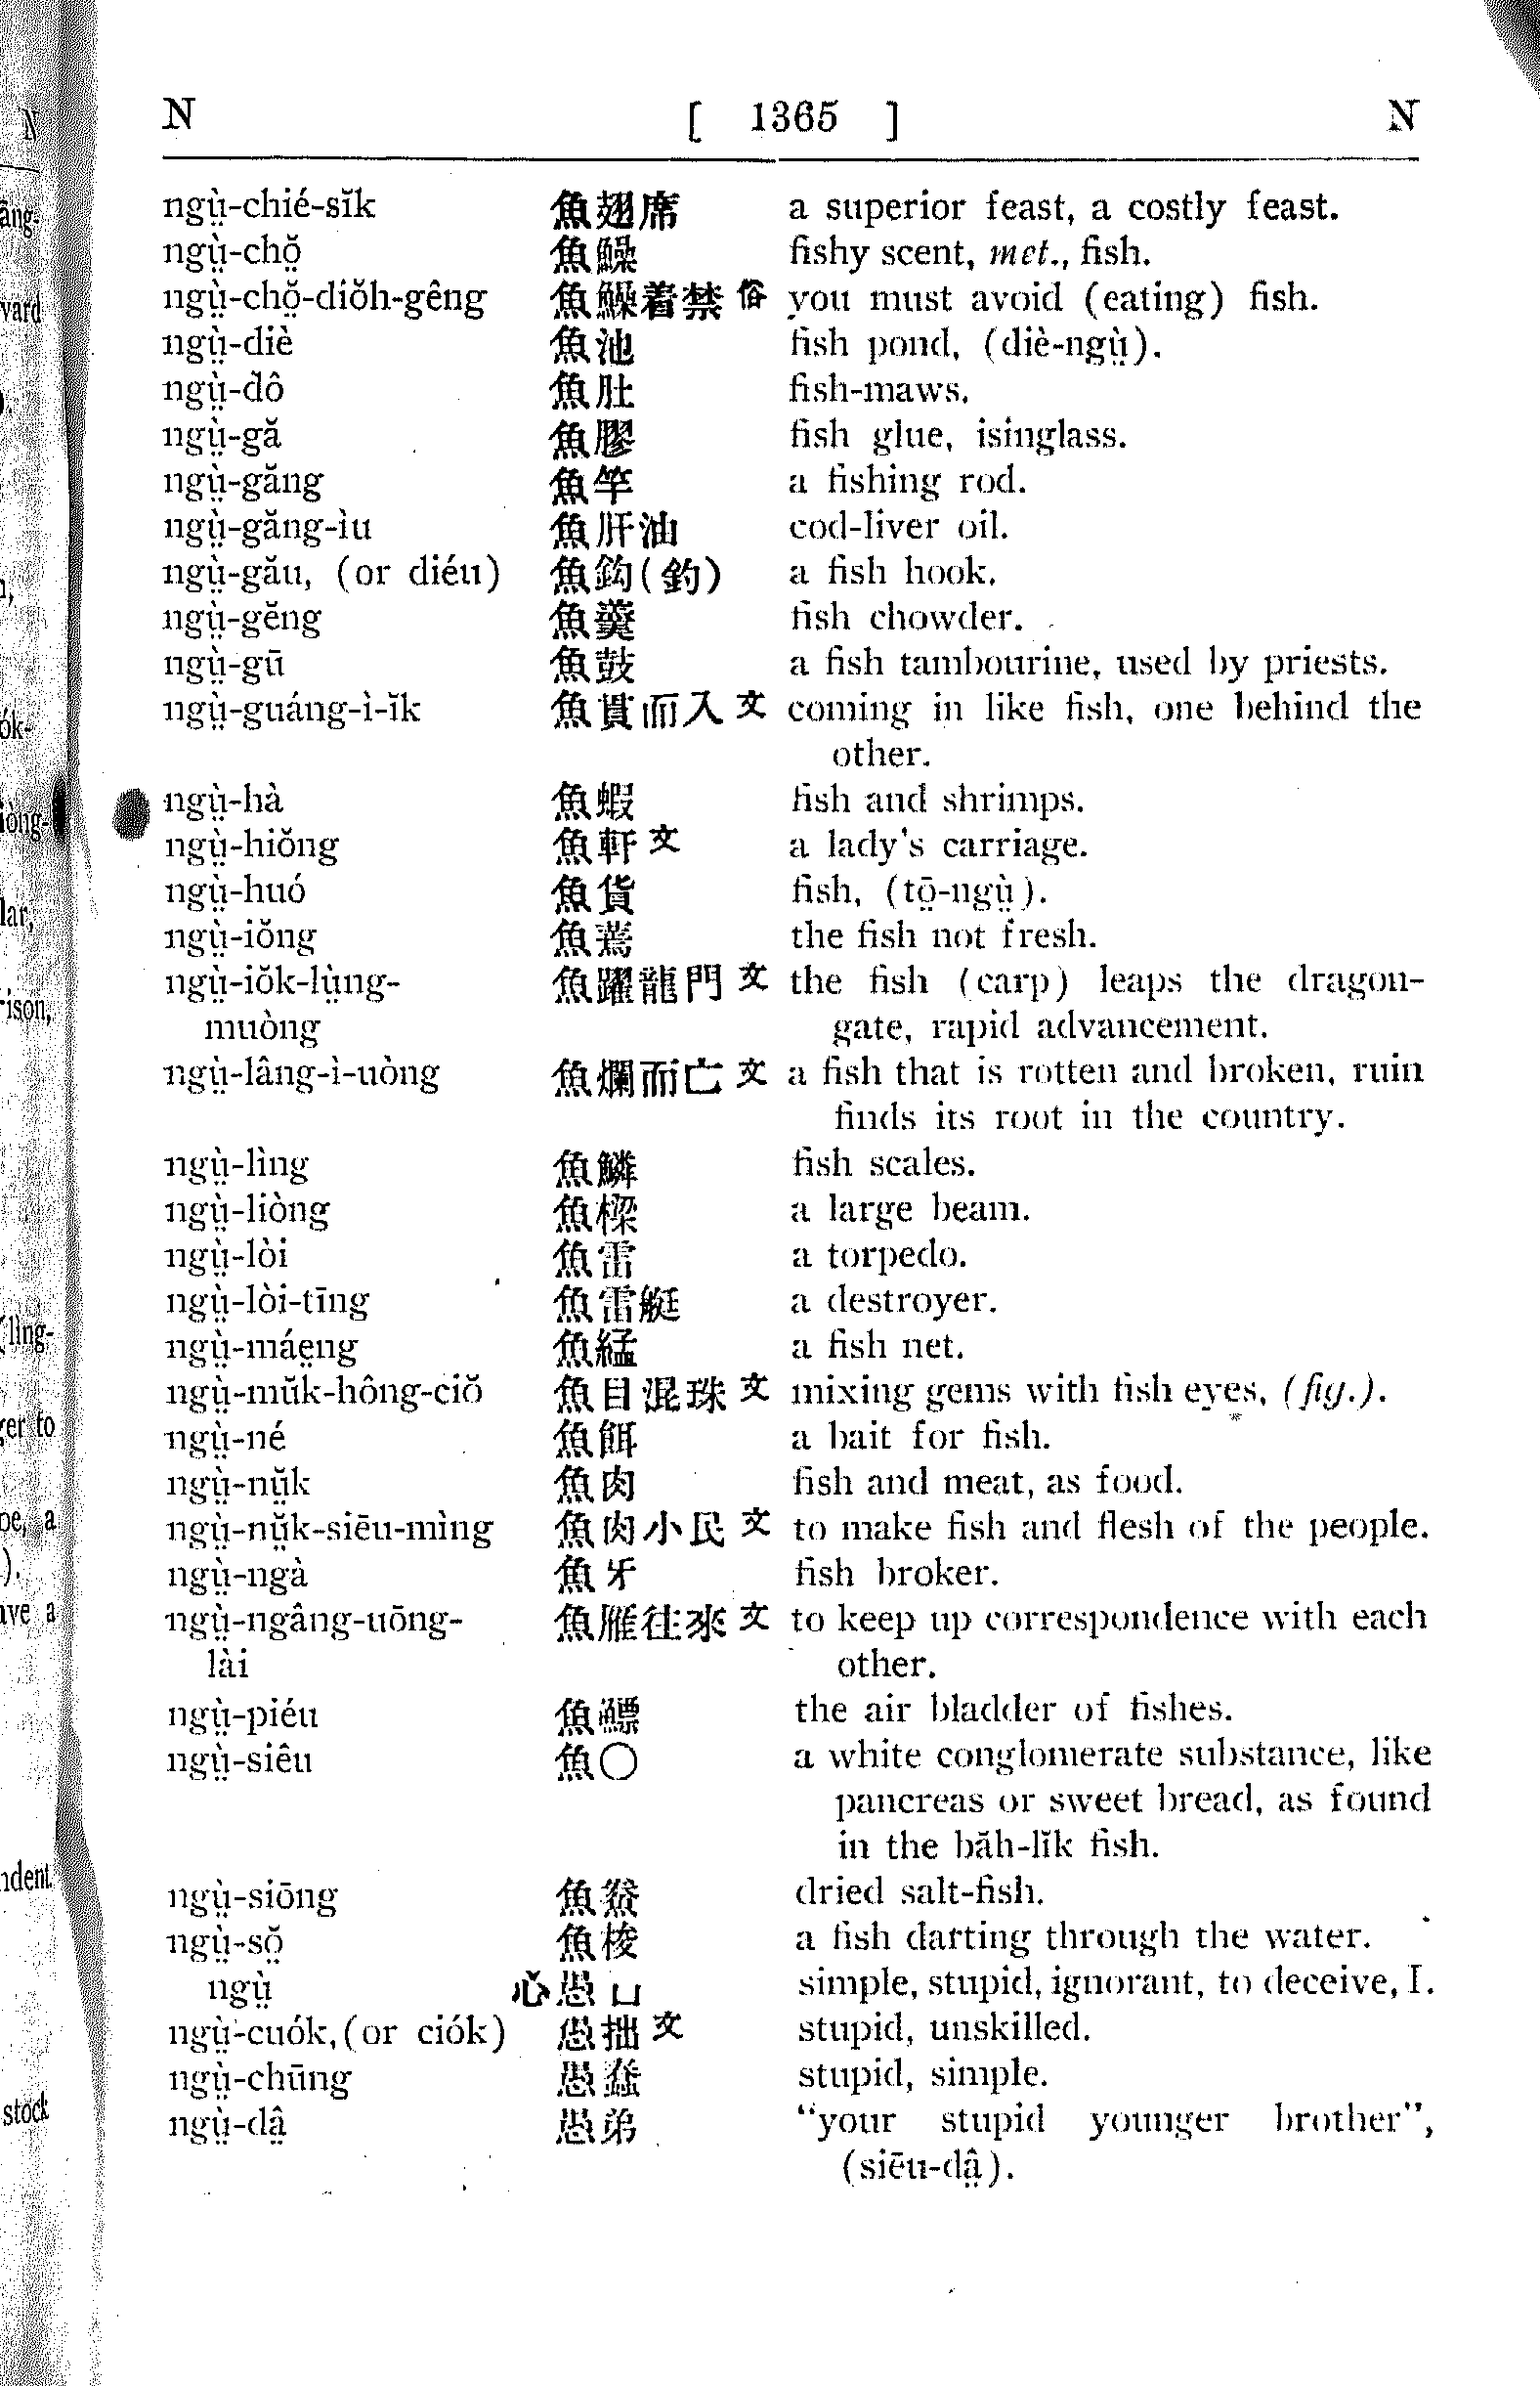 N [ 1365 ] N
ngṳ̀-chié-sĭk 魚翅席 a superior feast, a costly feast.
ngṳ̀-chŏ̤ 魚鱢 fishy scent, met., fish.
ngṳ̀-chŏ̤-diŏh-gêng 魚鱢着禁 俗 you must avoid (eating) fish.
ngṳ̀-diè 魚池 fish pond, (diè-ngṳ̀).
ngṳ̀-dô 魚肚 fish-maws.
ngṳ̀-gă 魚膠 fish glue, isinglass.
ngṳ̀-găng 魚竿 a fishing rod.
ngṳ̀-găng-ìu 魚肝油 cod-liver oil.
ngṳ̀-gău, (or diéu) 魚鈎(釣) a fish hook.
ngṳ̀-gĕng 魚羹 fish chowder.
ngṳ̀-gū 魚鼓 a fish tambourine, used by priests.
ngṳ̀-guáng-ì-ĭk 魚貫而入 文 coming in like fish, one behind the
other.
ngṳ̀-hà 魚蝦 fish and shrimps.
ngṳ̀-hiŏng 魚軒 文 a lady's carriage.
ngṳ̀-huó 魚貨 fish, (tō̤-ngṳ̀).
ngṳ̀-iŏng 魚蔫 the fish not fresh.
ngṳ̀-iŏk-lṳ̀ng- 魚躍龍門 文 the fish (carp) leaps the dragon-
muòng gate, rapid advancement.
ngṳ̀-lâng-ì-uòng 魚爛而亡 文 a fish that is rotten and broken, ruin
finds its root in the country.
ngṳ̀-lìng 魚鱗 fish scales.
ngṳ̀-liòng 魚樑 a large beam.
ngṳ̀-lòi 魚雷 a torpedo.
ngṳ̀-lòi-tīng 魚雷艇 a destroyer.
ngṳ̀-máe̤ng 魚緪 a fish net.
ngṳ̀-mŭk-hông-ciŏ 魚目混珠 文 mixing gems with fish eyes, (fig.).
ngṳ̀-né 魚餌 a bait for fish.
ngṳ̀-nṳ̆k 魚肉 fish and meat, as food.
ngṳ̀-nṳ̆k-siēu-mìng 魚肉小民 文 to make fish and flesh of the people.
ngṳ̀-ngà 魚牙 fish broker.
ngṳ̀-ngâng-uōng- 魚雁往來 文 to keep up correspondence with each
lài other.
ngṳ̀-piéu 魚鰾 the air bladder of fishes.
ngṳ̀-siêu 魚〇 a white conglomerate substance, like
pancreas or sweet bread, as found
in the băh-lĭk fish.
ngṳ̀-siōng 魚鮝 dried salt-fish.
ngṳ̀-sŏ̤ 魚梭 a fish darting through the water.
ngṳ̀ 心愚ㄩ simple, stupid, ignorant, to deceive, I.
ngṳ̀-cuók,(or ciók) 愚拙 文 stupid, unskilled.
ngṳ̀-chūng 愚蠢 stupid, simple.
ngṳ̀-dâ̤ 愚弟 "your stupid younger brother",
(siēu-dâ̤).